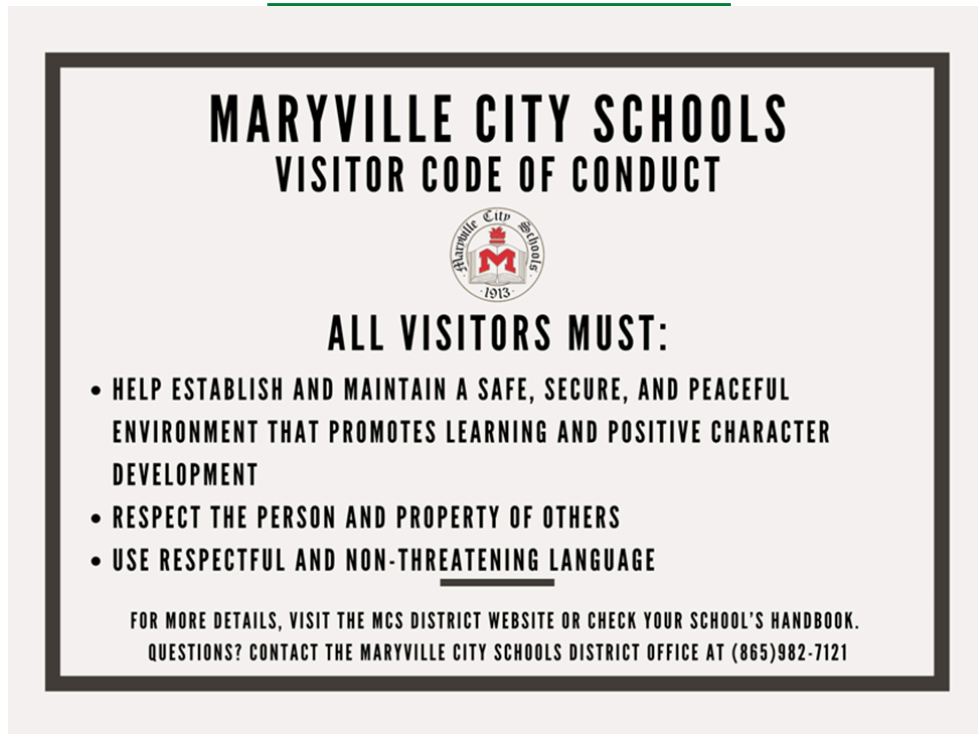 MARYVILLE CITY SCHOOLS
VISITOR CODE OF CONDUCT
Maryville City Schools
M
·1913·
ALL VISITORS MUST:
• HELP ESTABLISH AND MAINTAIN A SAFE, SECURE, AND PEACEFUL
ENVIRONMENT THAT PROMOTES LEARNING AND POSITIVE CHARACTER
DEVELOPMENT
• RESPECT THE PERSON AND PROPERTY OF OTHERS
• USE RESPECTFUL AND NON-THREATENING LANGUAGE
FOR MORE DETAILS, VISIT THE MCS DISTRICT WEBSITE OR CHECK YOUR SCHOOL'S HANDBOOK.
QUESTIONS? CONTACT THE MARYVILLE CITY SCHOOLS DISTRICT OFFICE AT (865)982-7121